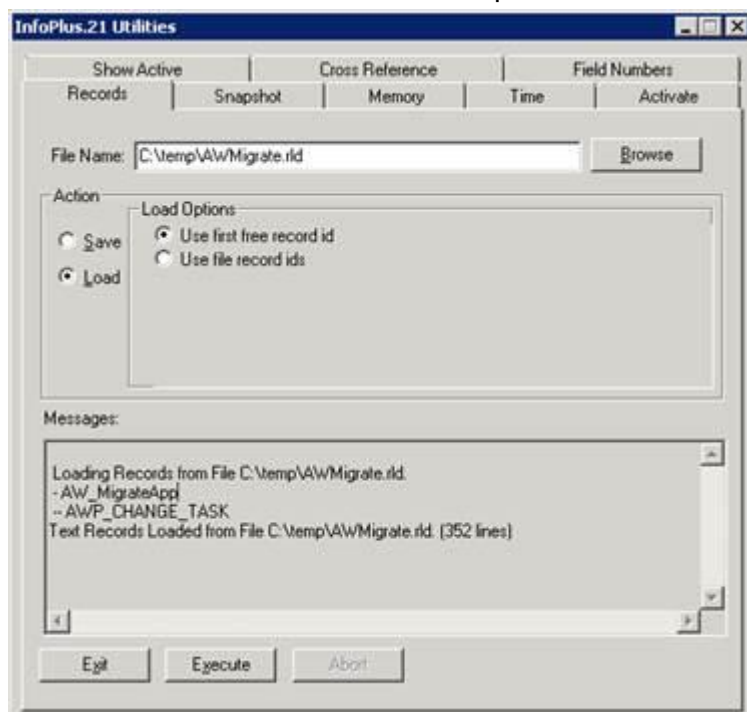 InfoPlus.21 Utilities
Show Active Cross Reference Field Numbers
Records Snapshot Memory Time Activate
File Name: C:\temp\AWMigrate.rld Browse
Action
Load Options
Save Use first free record id
Use file record ids
Load
Messages:
Loading Records from File C:\temp\AWMigrate.rld.
- AW_MigrateApp
-- AWP_CHANGE_TASK
Text Records Loaded from File C:\temp\AWMigrate.rld. (352 lines)
Exit Execute Abort